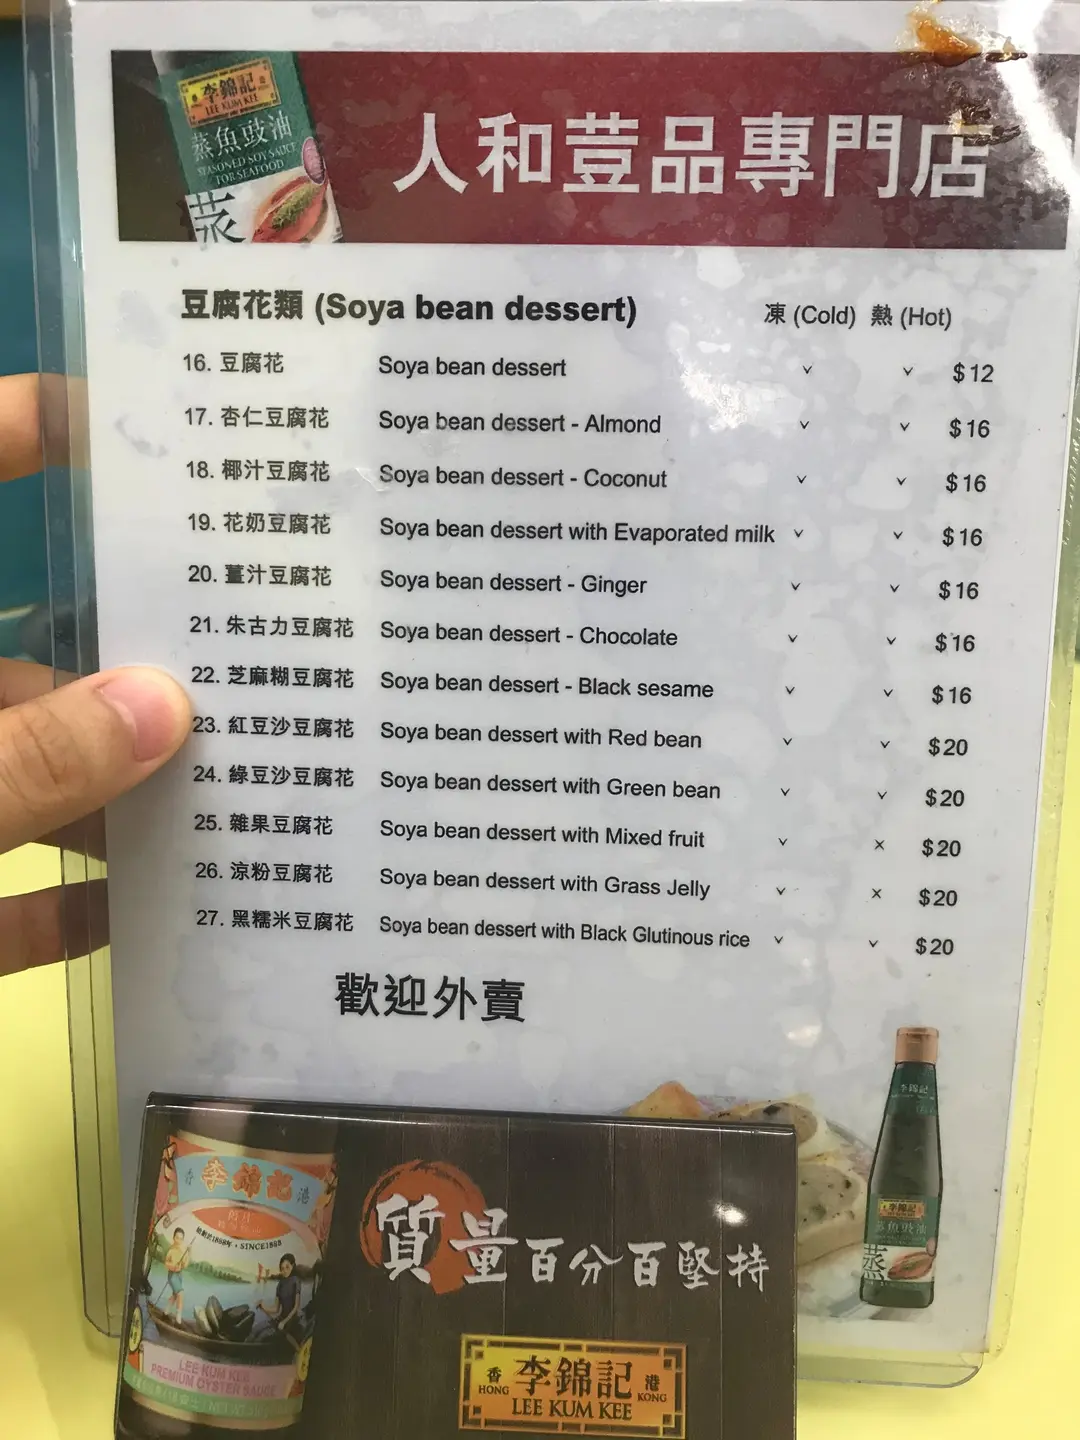 李錦記
香 港
LEE KUM KEE
蒸魚豉油
SEASONED SOY SAUCE
FOR SEAFOOD
蒸
人和荳品專門店
豆腐花類 (Soya bean dessert) 凍 (Cold) 熱 (Hot)
16. 豆腐花 Soya bean dessert ✓ ✓ $12
17. 杏仁豆腐花 Soya bean dessert - Almond ✓ ✓ $16
18. 椰汁豆腐花 Soya bean dessert - Coconut ✓ ✓ $16
19. 花奶豆腐花 Soya bean dessert with Evaporated milk ✓ ✓ $16
20. 薑汁豆腐花 Soya bean dessert - Ginger ✓ ✓ $16
21. 朱古力豆腐花 Soya bean dessert - Chocolate ✓ ✓ $16
22. 芝麻糊豆腐花 Soya bean dessert - Black sesame ✓ ✓ $16
23. 紅豆沙豆腐花 Soya bean dessert with Red bean ✓ ✓ $20
24. 綠豆沙豆腐花 Soya bean dessert with Green bean ✓ ✓ $20
25. 雜果豆腐花 Soya bean dessert with Mixed fruit ✓ × $20
26. 涼粉豆腐花 Soya bean dessert with Grass Jelly ✓ × $20
27. 黑糯米豆腐花 Soya bean dessert with Black Glutinous rice ✓ ✓ $20
歡迎外賣
李錦記
李錦記
蒸魚豉油
蒸
香 李錦記 港
SINCE1888
LEE KUM KEE
PREMIUM OYSTER SAUCE
質量百分百堅持
香 李錦記 港
HONG LEE KUM KEE KONG